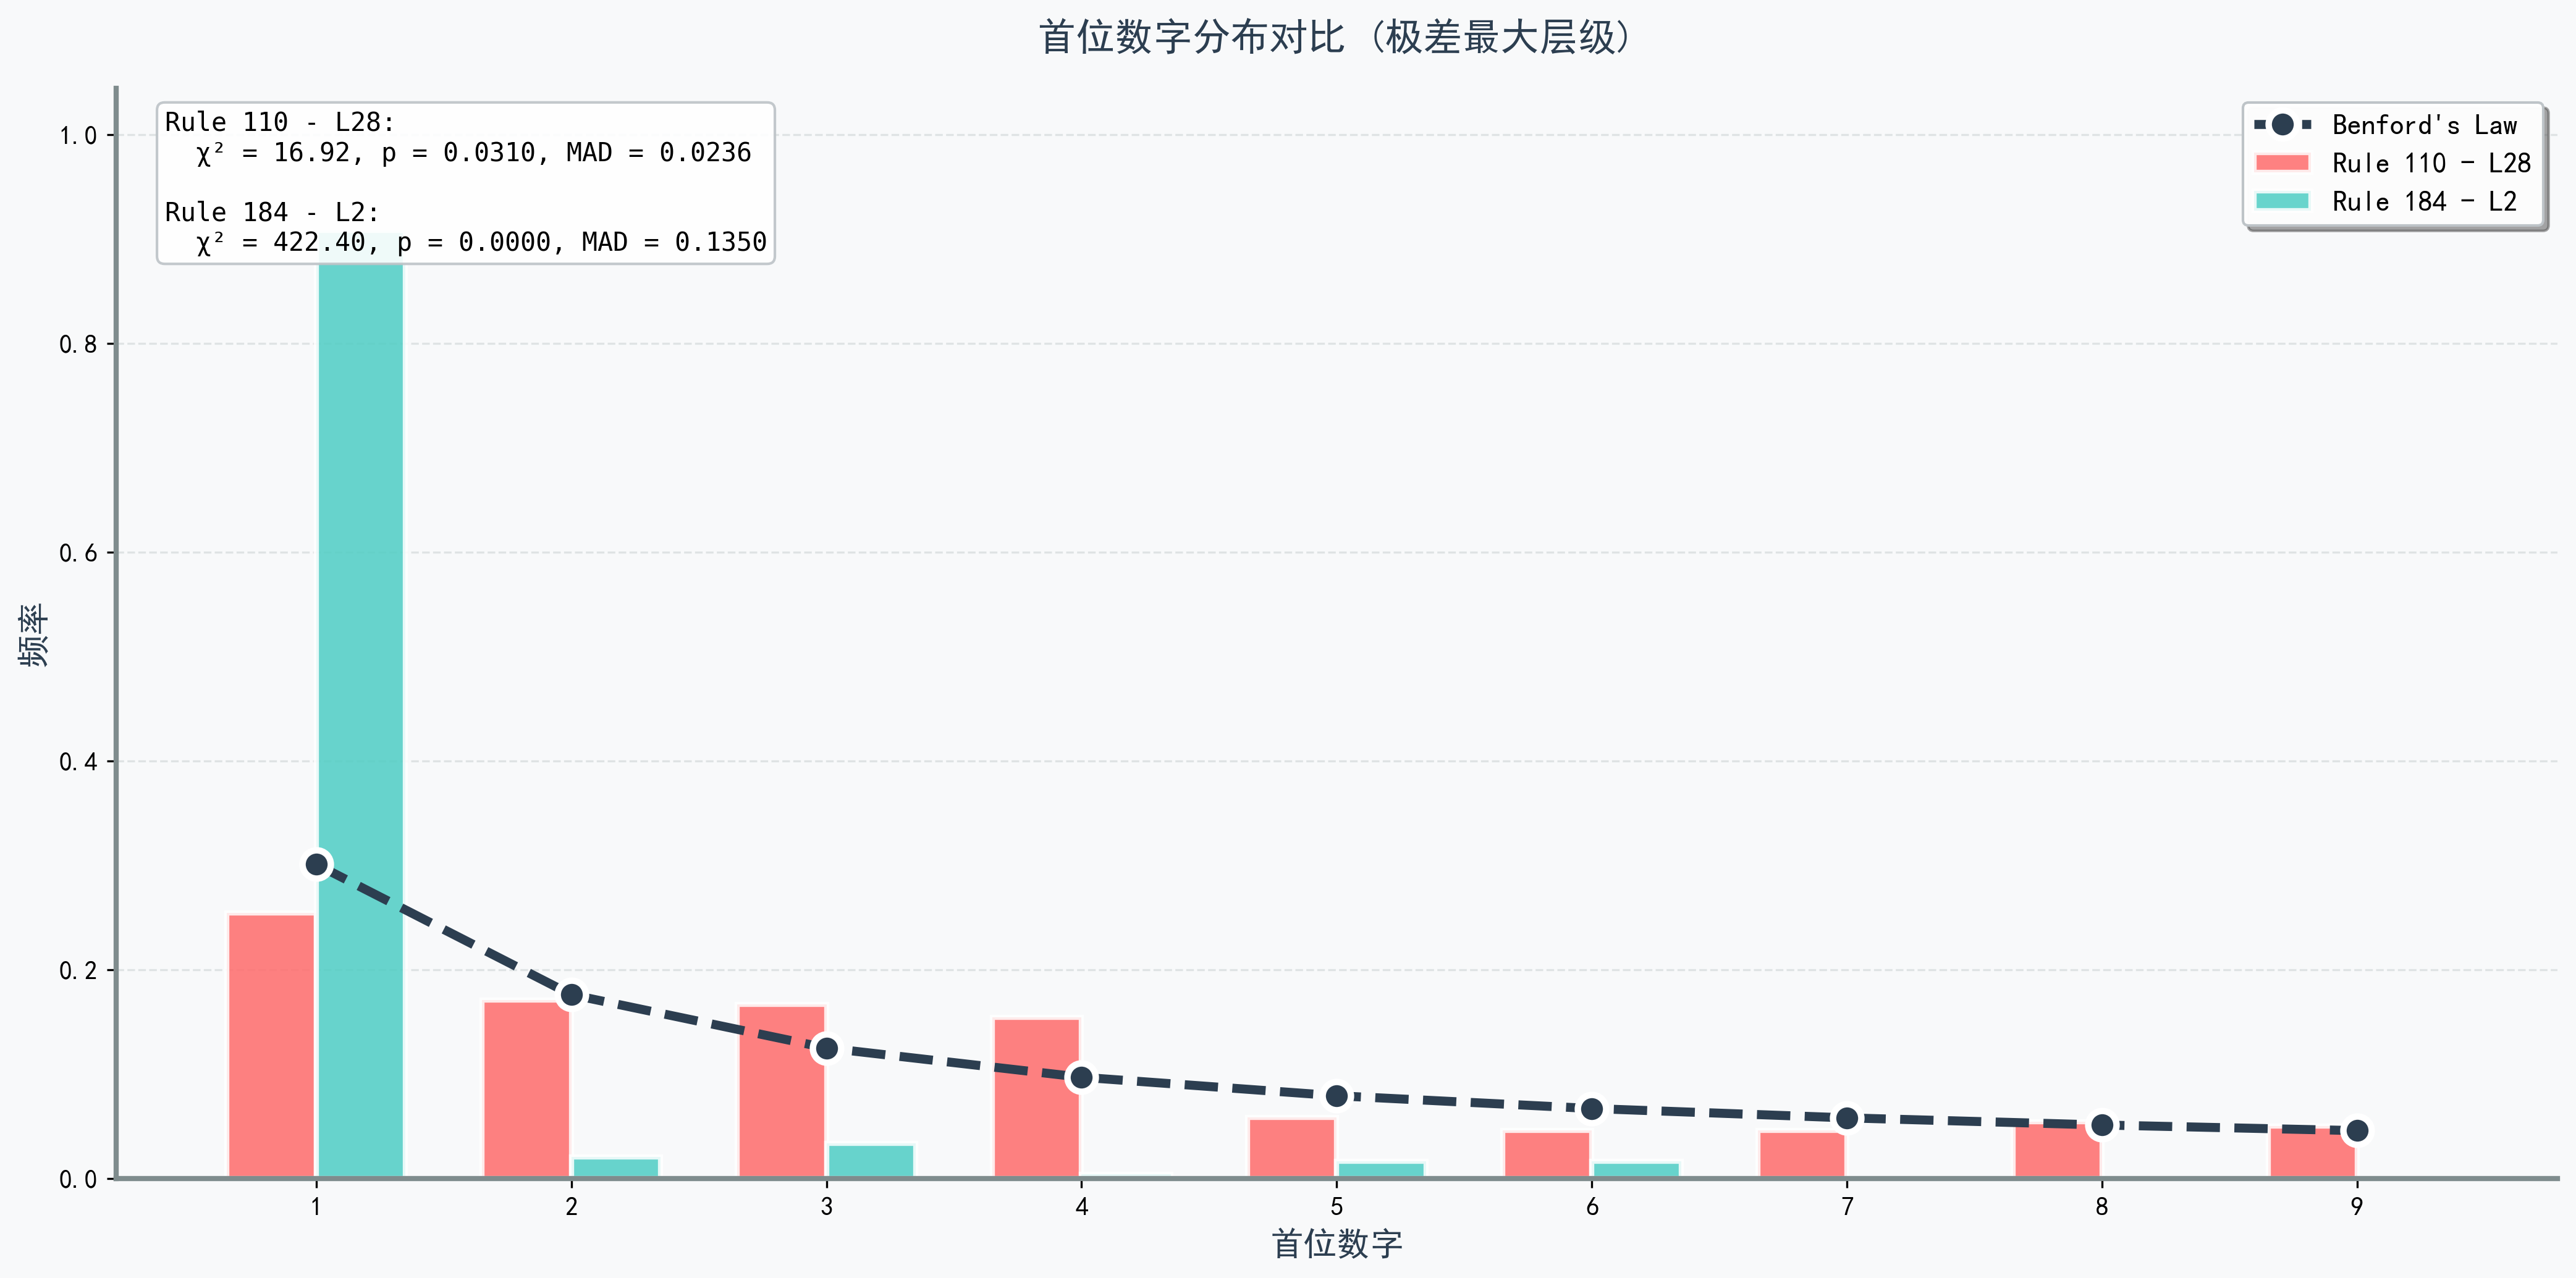 首位数字分布对比 (极差最大层级)
Rule 110 - L28:
χ² = 16.92, p = 0.0310, MAD = 0.0236
Rule 184 - L2:
χ² = 422.40, p = 0.0000, MAD = 0.1350
Benford's Law
Rule 110 - L28
Rule 184 - L2
频率
1.0
0.8
0.6
0.4
0.2
0.0
1 2 3 4 5 6 7 8 9
首位数字